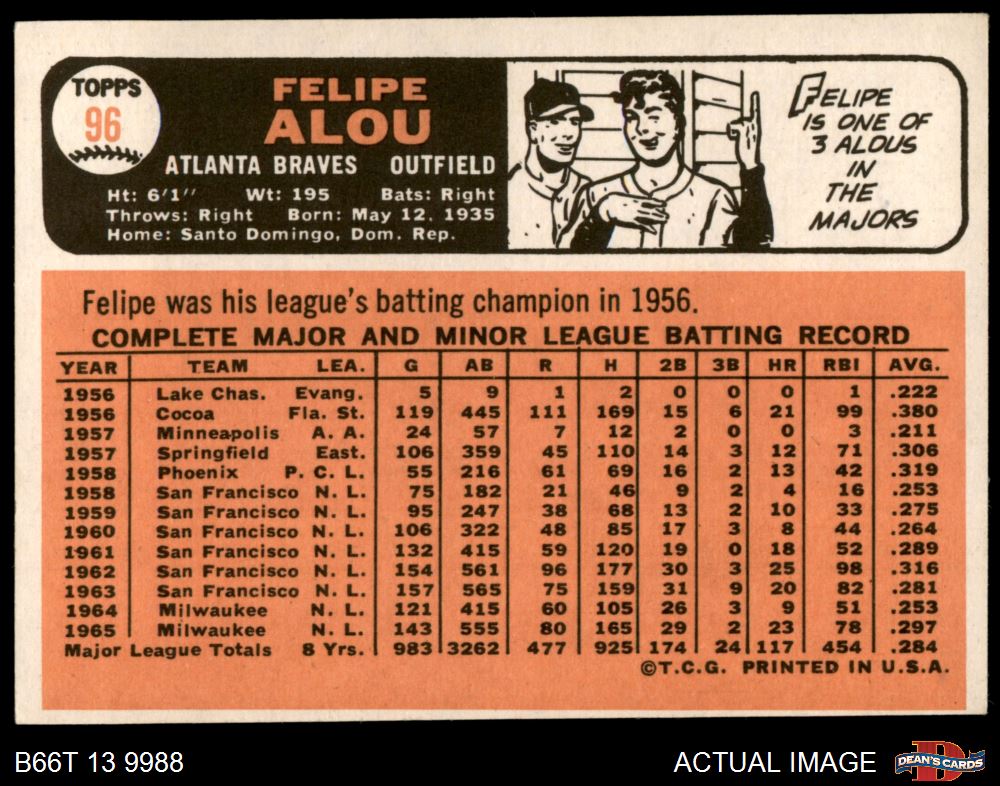 TOPPS
96
FELIPE
ALOU
ATLANTA BRAVES OUTFIELD
Ht: 6'1" Wt: 195 Bats: Right
Throws: Right Born: May 12, 1935
Home: Santo Domingo, Dom. Rep.
FELIPE
IS ONE OF
3 ALOUS
IN
THE
MAJORS
Felipe was his league's batting champion in 1956.
COMPLETE MAJOR AND MINOR LEAGUE BATTING RECORD
YEAR TEAM LEA. G AB R H 2B 3B HR RBI AVG.
1956 Lake Chas. Evang. 5 9 1 2 0 0 0 1 .222
1956 Cocoa Fla. St. 119 445 111 169 15 6 21 99 .380
1957 Minneapolis A. A. 24 57 7 12 2 0 0 3 .211
1957 Springfield East. 106 359 45 110 14 3 12 71 .306
1958 Phoenix P. C. L. 55 216 61 69 16 2 13 42 .319
1958 San Francisco N. L. 75 182 21 46 9 2 4 16 .253
1959 San Francisco N. L. 95 247 38 68 13 2 10 33 .275
1960 San Francisco N. L. 106 322 48 85 17 3 8 44 .264
1961 San Francisco N. L. 132 415 59 120 19 0 18 52 .289
1962 San Francisco N. L. 154 561 96 177 30 3 25 98 .316
1963 San Francisco N. L. 157 565 75 159 31 9 20 82 .281
1964 Milwaukee N. L. 121 415 60 105 26 3 9 51 .253
1965 Milwaukee N. L. 143 555 80 165 29 2 23 78 .297
Major League Totals 8 Yrs. 983 3262 477 925 174 24 117 454 .284
©T.C.G. PRINTED IN U.S.A.
B66T 13 9988
ACTUAL IMAGE
D
DEAN'S CARDS